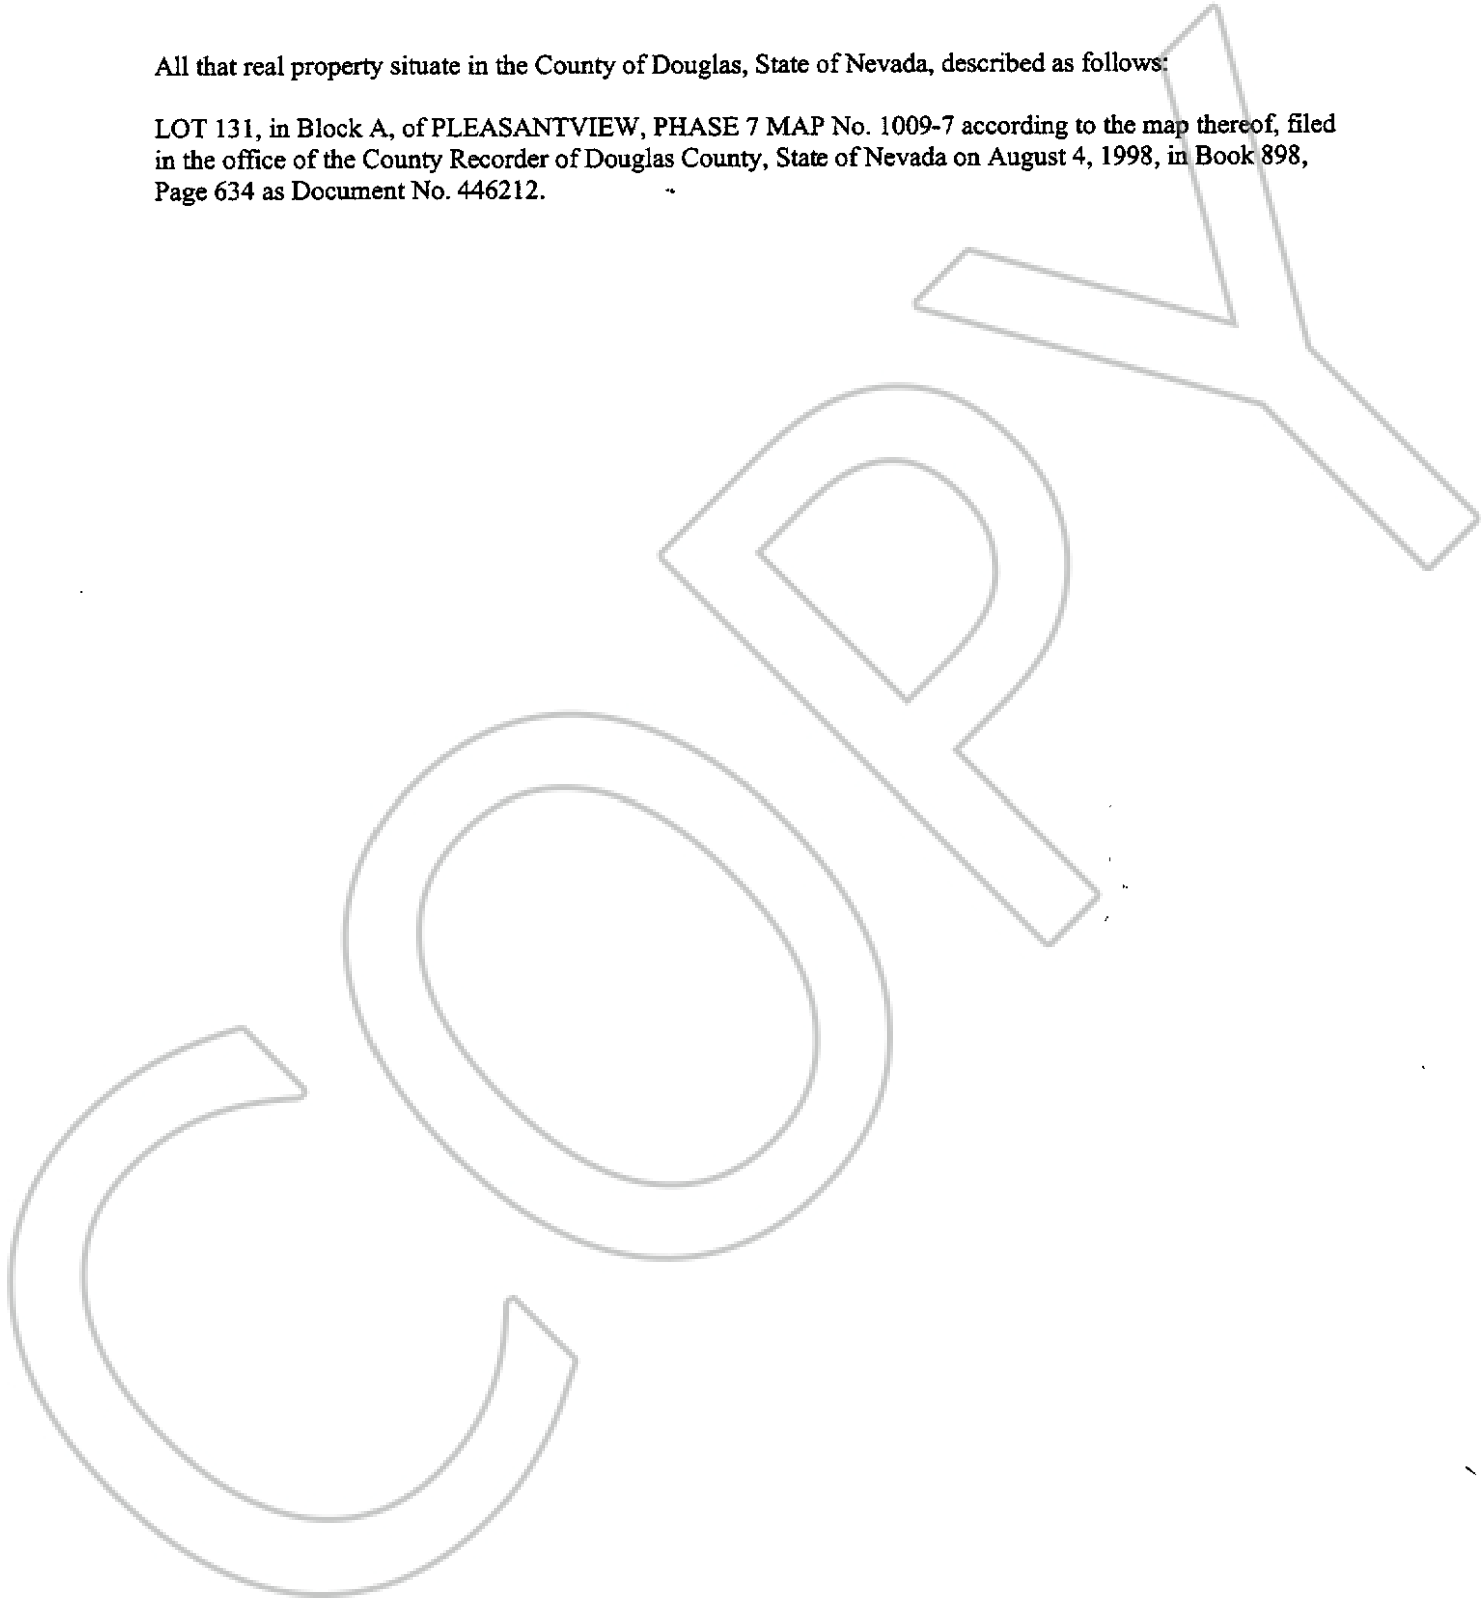 All that real property situate in the County of Douglas, State of Nevada, described as follows:
LOT 131, in Block A, of PLEASANTVIEW, PHASE 7 MAP No. 1009-7 according to the map thereof, filed
in the office of the County Recorder of Douglas County, State of Nevada on August 4, 1998, in Book 898,
Page 634 as Document No. 446212.
COPY